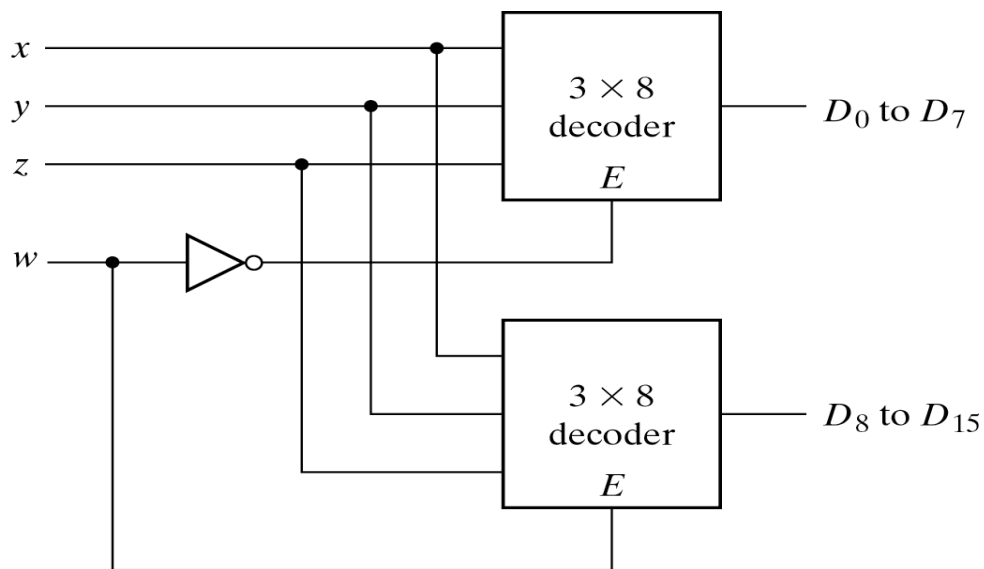 x
y
z
w
3 × 8
decoder
E
D₀ to D₇
3 × 8
decoder
E
D₈ to D₁₅